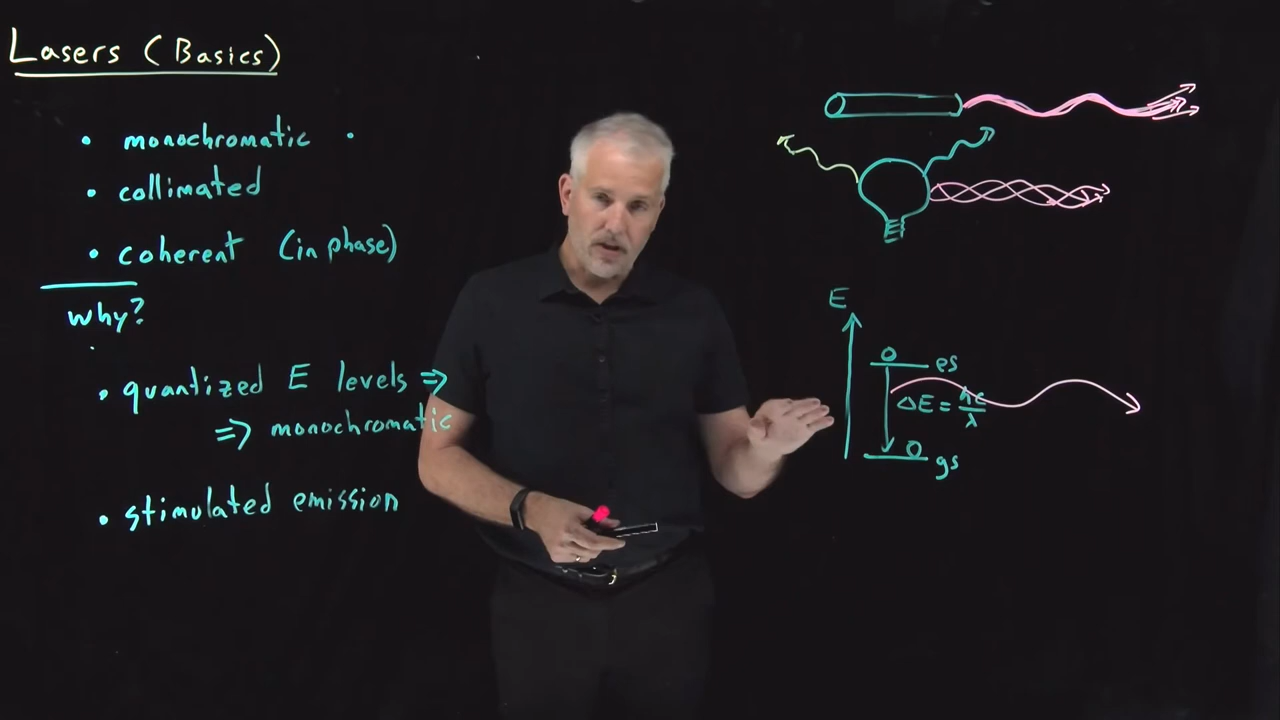 Lasers (Basics)
• monochromatic •
• collimated
• coherent (in phase)
why?
• quantized E levels ⇒
⇒ monochromatic
• stimulated emission
E
es
ΔE = hc/λ
gs